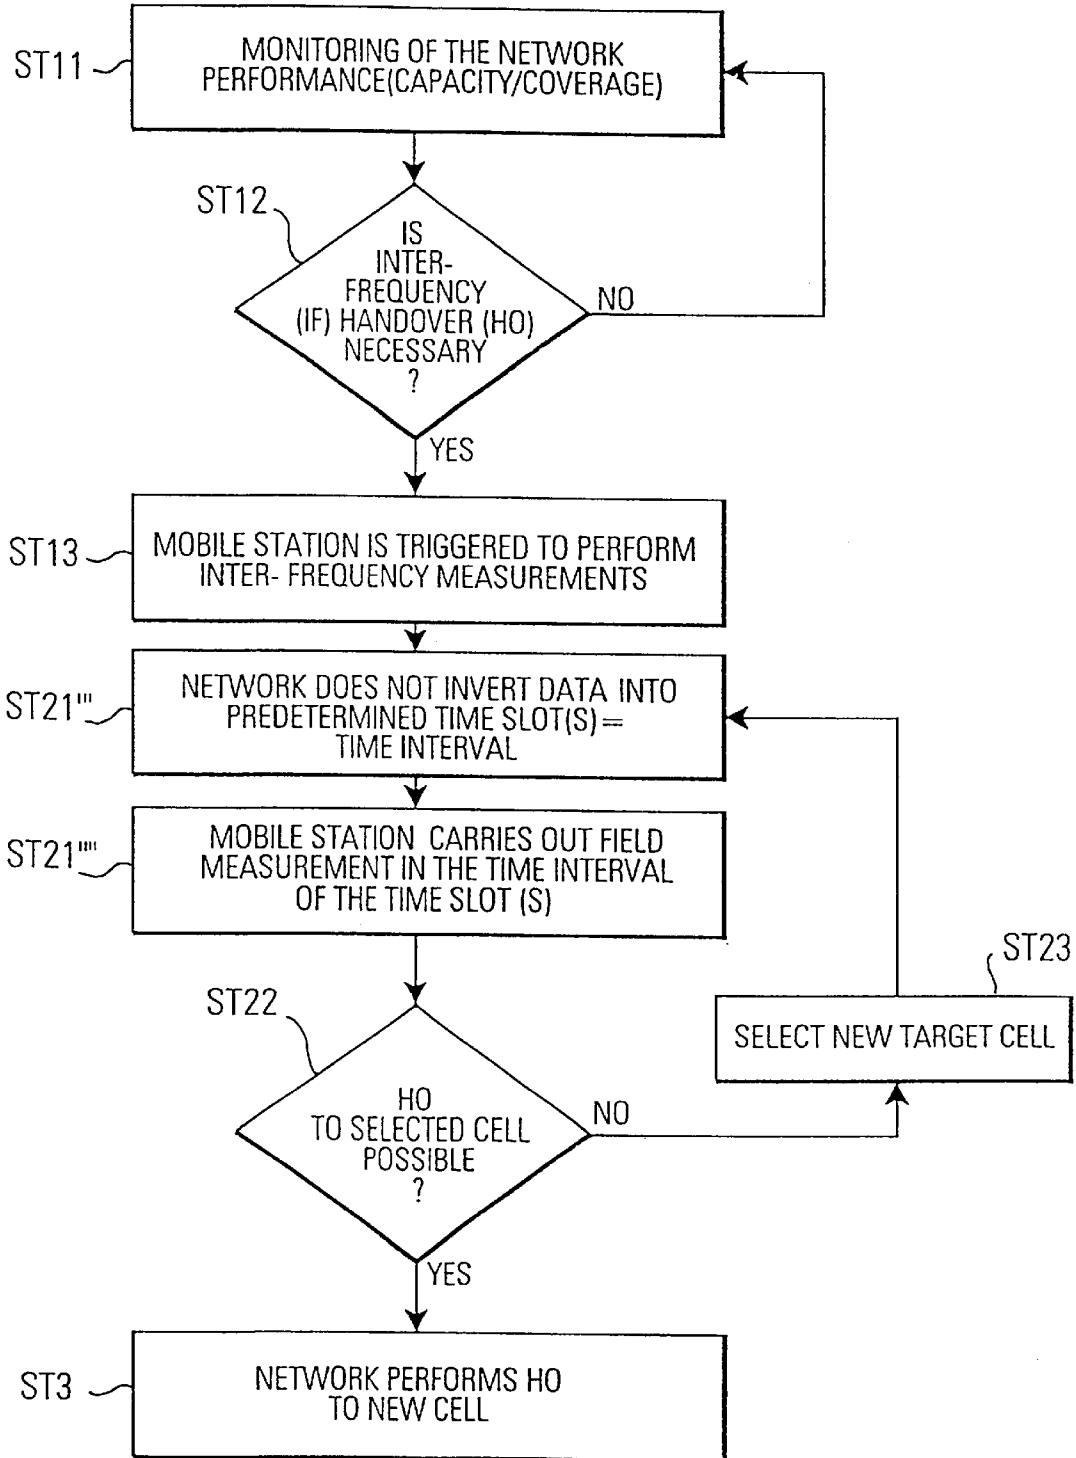 ST11
MONITORING OF THE NETWORK
PERFORMANCE(CAPACITY/COVERAGE)
ST12
IS
INTER-
FREQUENCY
(IF) HANDOVER (HO)
NECESSARY
?
NO
YES
ST13
MOBILE STATION IS TRIGGERED TO PERFORM
INTER- FREQUENCY MEASUREMENTS
ST21'''
NETWORK DOES NOT INVERT DATA INTO
PREDETERMINED TIME SLOT(S)=
TIME INTERVAL
ST21''''
MOBILE STATION CARRIES OUT FIELD
MEASUREMENT IN THE TIME INTERVAL
OF THE TIME SLOT (S)
ST23
SELECT NEW TARGET CELL
ST22
HO
TO SELECTED CELL
POSSIBLE
?
NO
YES
ST3
NETWORK PERFORMS HO
TO NEW CELL